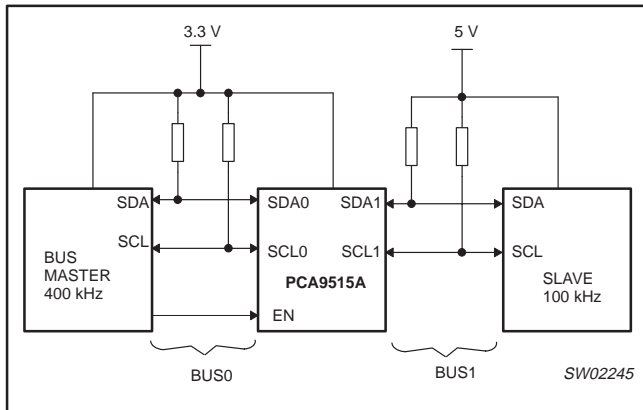 3.3 V
5 V
SDA
SDA0
SDA1
SDA
SCL
SCL0
SCL1
SCL
BUS
MASTER
400 kHz
PCA9515A
SLAVE
100 kHz
EN
BUS0
BUS1
SW02245